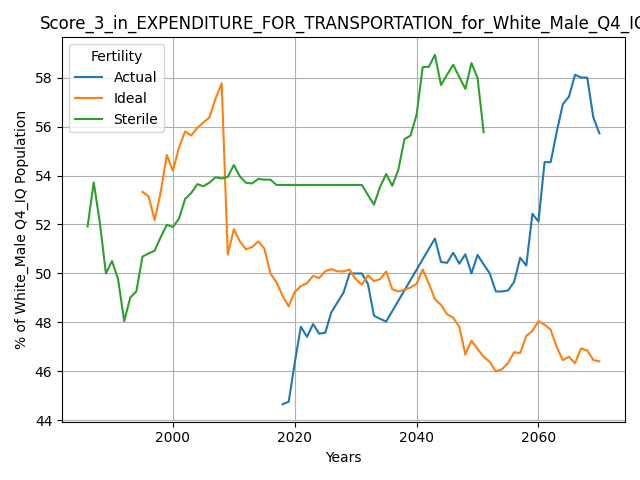 Score_3_in_EXPENDITURE_FOR_TRANSPORTATION_for_White_Male_Q4_IQ
Fertility
Actual
Ideal
Sterile
% of White_Male Q4_IQ Population
58
56
54
52
50
48
46
44
2000
2020
2040
2060
Years